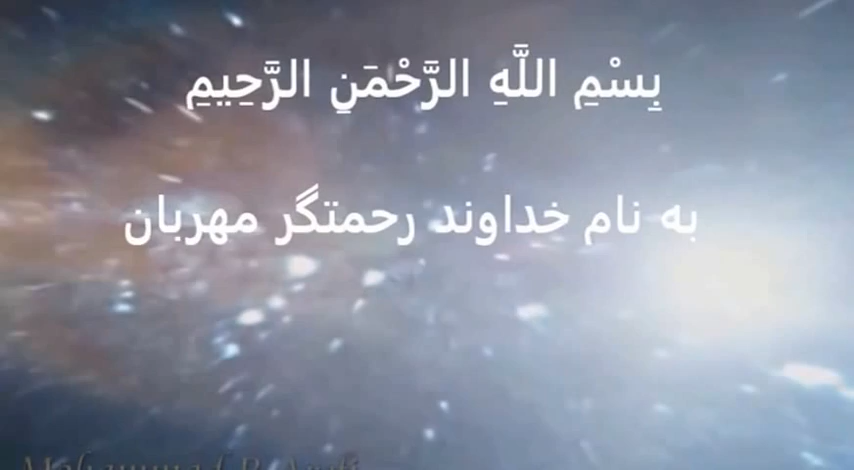 بِسْمِ اللَّهِ الرَّحْمَنِ الرَّحِيمِ
به نام خداوند رحمتگر مهربان